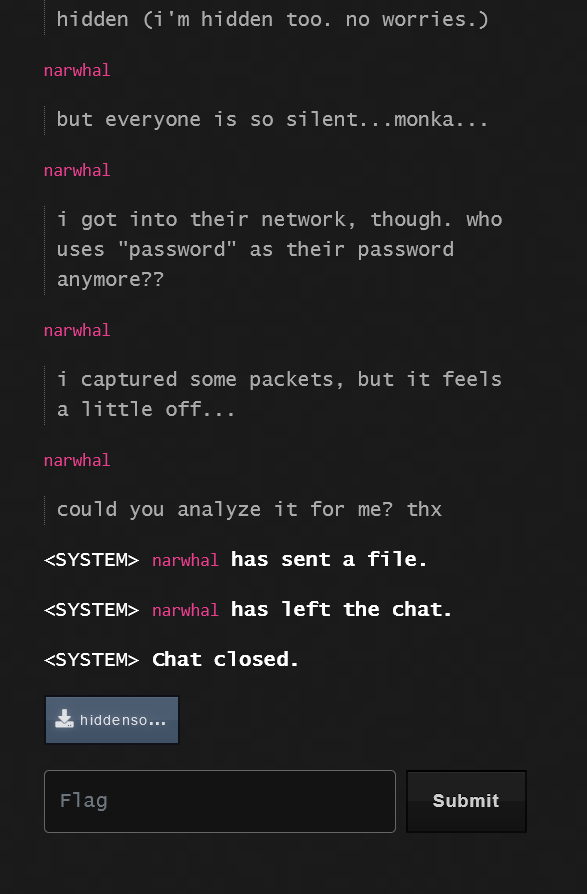 hidden (i'm hidden too. no worries.)
narwhal
but everyone is so silent...monka...
narwhal
i got into their network, though. who
uses "password" as their password
anymore??
narwhal
i captured some packets, but it feels
a little off...
narwhal
could you analyze it for me? thx
<SYSTEM> narwhal has sent a file.
<SYSTEM> narwhal has left the chat.
<SYSTEM> Chat closed.
hiddenso...
Flag
Submit